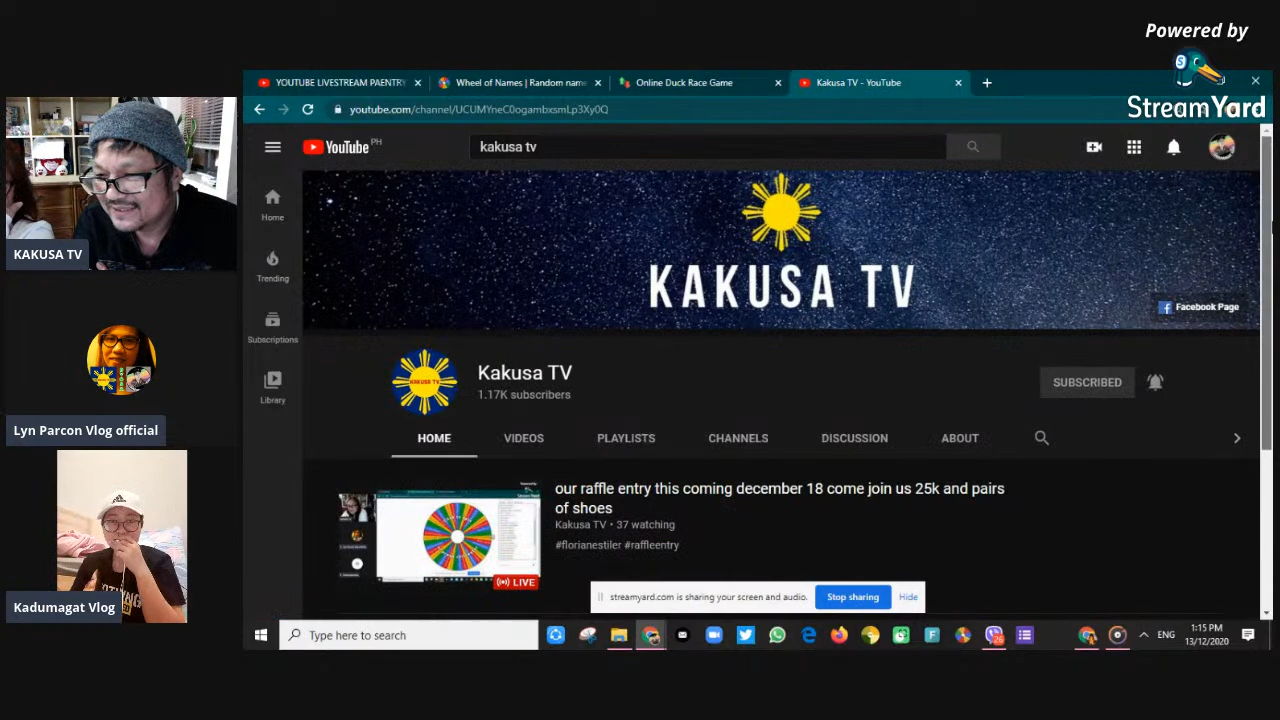 Powered by
StreamYard
YOUTUBE LIVESTREAM PAENTRY
Wheel of Names | Random name
Online Duck Race Game
Kakusa TV - YouTube
youtube.com/channel/UCUMYneC0ogambxsmLp3Xy0Q
YouTube PH
kakusa tv
Home
Trending
Subscriptions
Library
KAKUSA TV
Facebook Page
Kakusa TV
1.17K subscribers
SUBSCRIBED
HOME VIDEOS PLAYLISTS CHANNELS DISCUSSION ABOUT
our raffle entry this coming december 18 come join us 25k and pairs
of shoes
Kakusa TV • 37 watching
#florianestiler #raffleentry
LIVE
streamyard.com is sharing your screen and audio.
Stop sharing
Hide
Type here to search
ENG
1:15 PM
13/12/2020
KAKUSA TV
Lyn Parcon Vlog official
Kadumagat Vlog